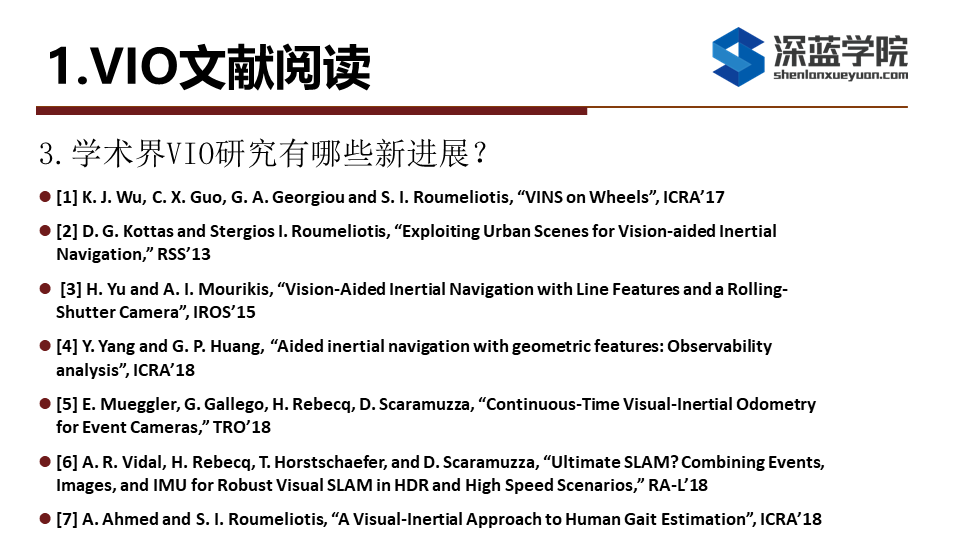 1.VIO文献阅读
深蓝学院
shenlanxueyuan.com
3.学术界VIO研究有哪些新进展？
[1] K. J. Wu, C. X. Guo, G. A. Georgiou and S. I. Roumeliotis, “VINS on Wheels”, ICRA’17
[2] D. G. Kottas and Stergios I. Roumeliotis, “Exploiting Urban Scenes for Vision-aided Inertial
Navigation,” RSS’13
[3] H. Yu and A. I. Mourikis, “Vision-Aided Inertial Navigation with Line Features and a Rolling-
Shutter Camera”, IROS’15
[4] Y. Yang and G. P. Huang, “Aided inertial navigation with geometric features: Observability
analysis”, ICRA’18
[5] E. Mueggler, G. Gallego, H. Rebecq, D. Scaramuzza, “Continuous-Time Visual-Inertial Odometry
for Event Cameras,” TRO’18
[6] A. R. Vidal, H. Rebecq, T. Horstschaefer, and D. Scaramuzza, “Ultimate SLAM? Combining Events,
Images, and IMU for Robust Visual SLAM in HDR and High Speed Scenarios,” RA-L’18
[7] A. Ahmed and S. I. Roumeliotis, “A Visual-Inertial Approach to Human Gait Estimation”, ICRA’18